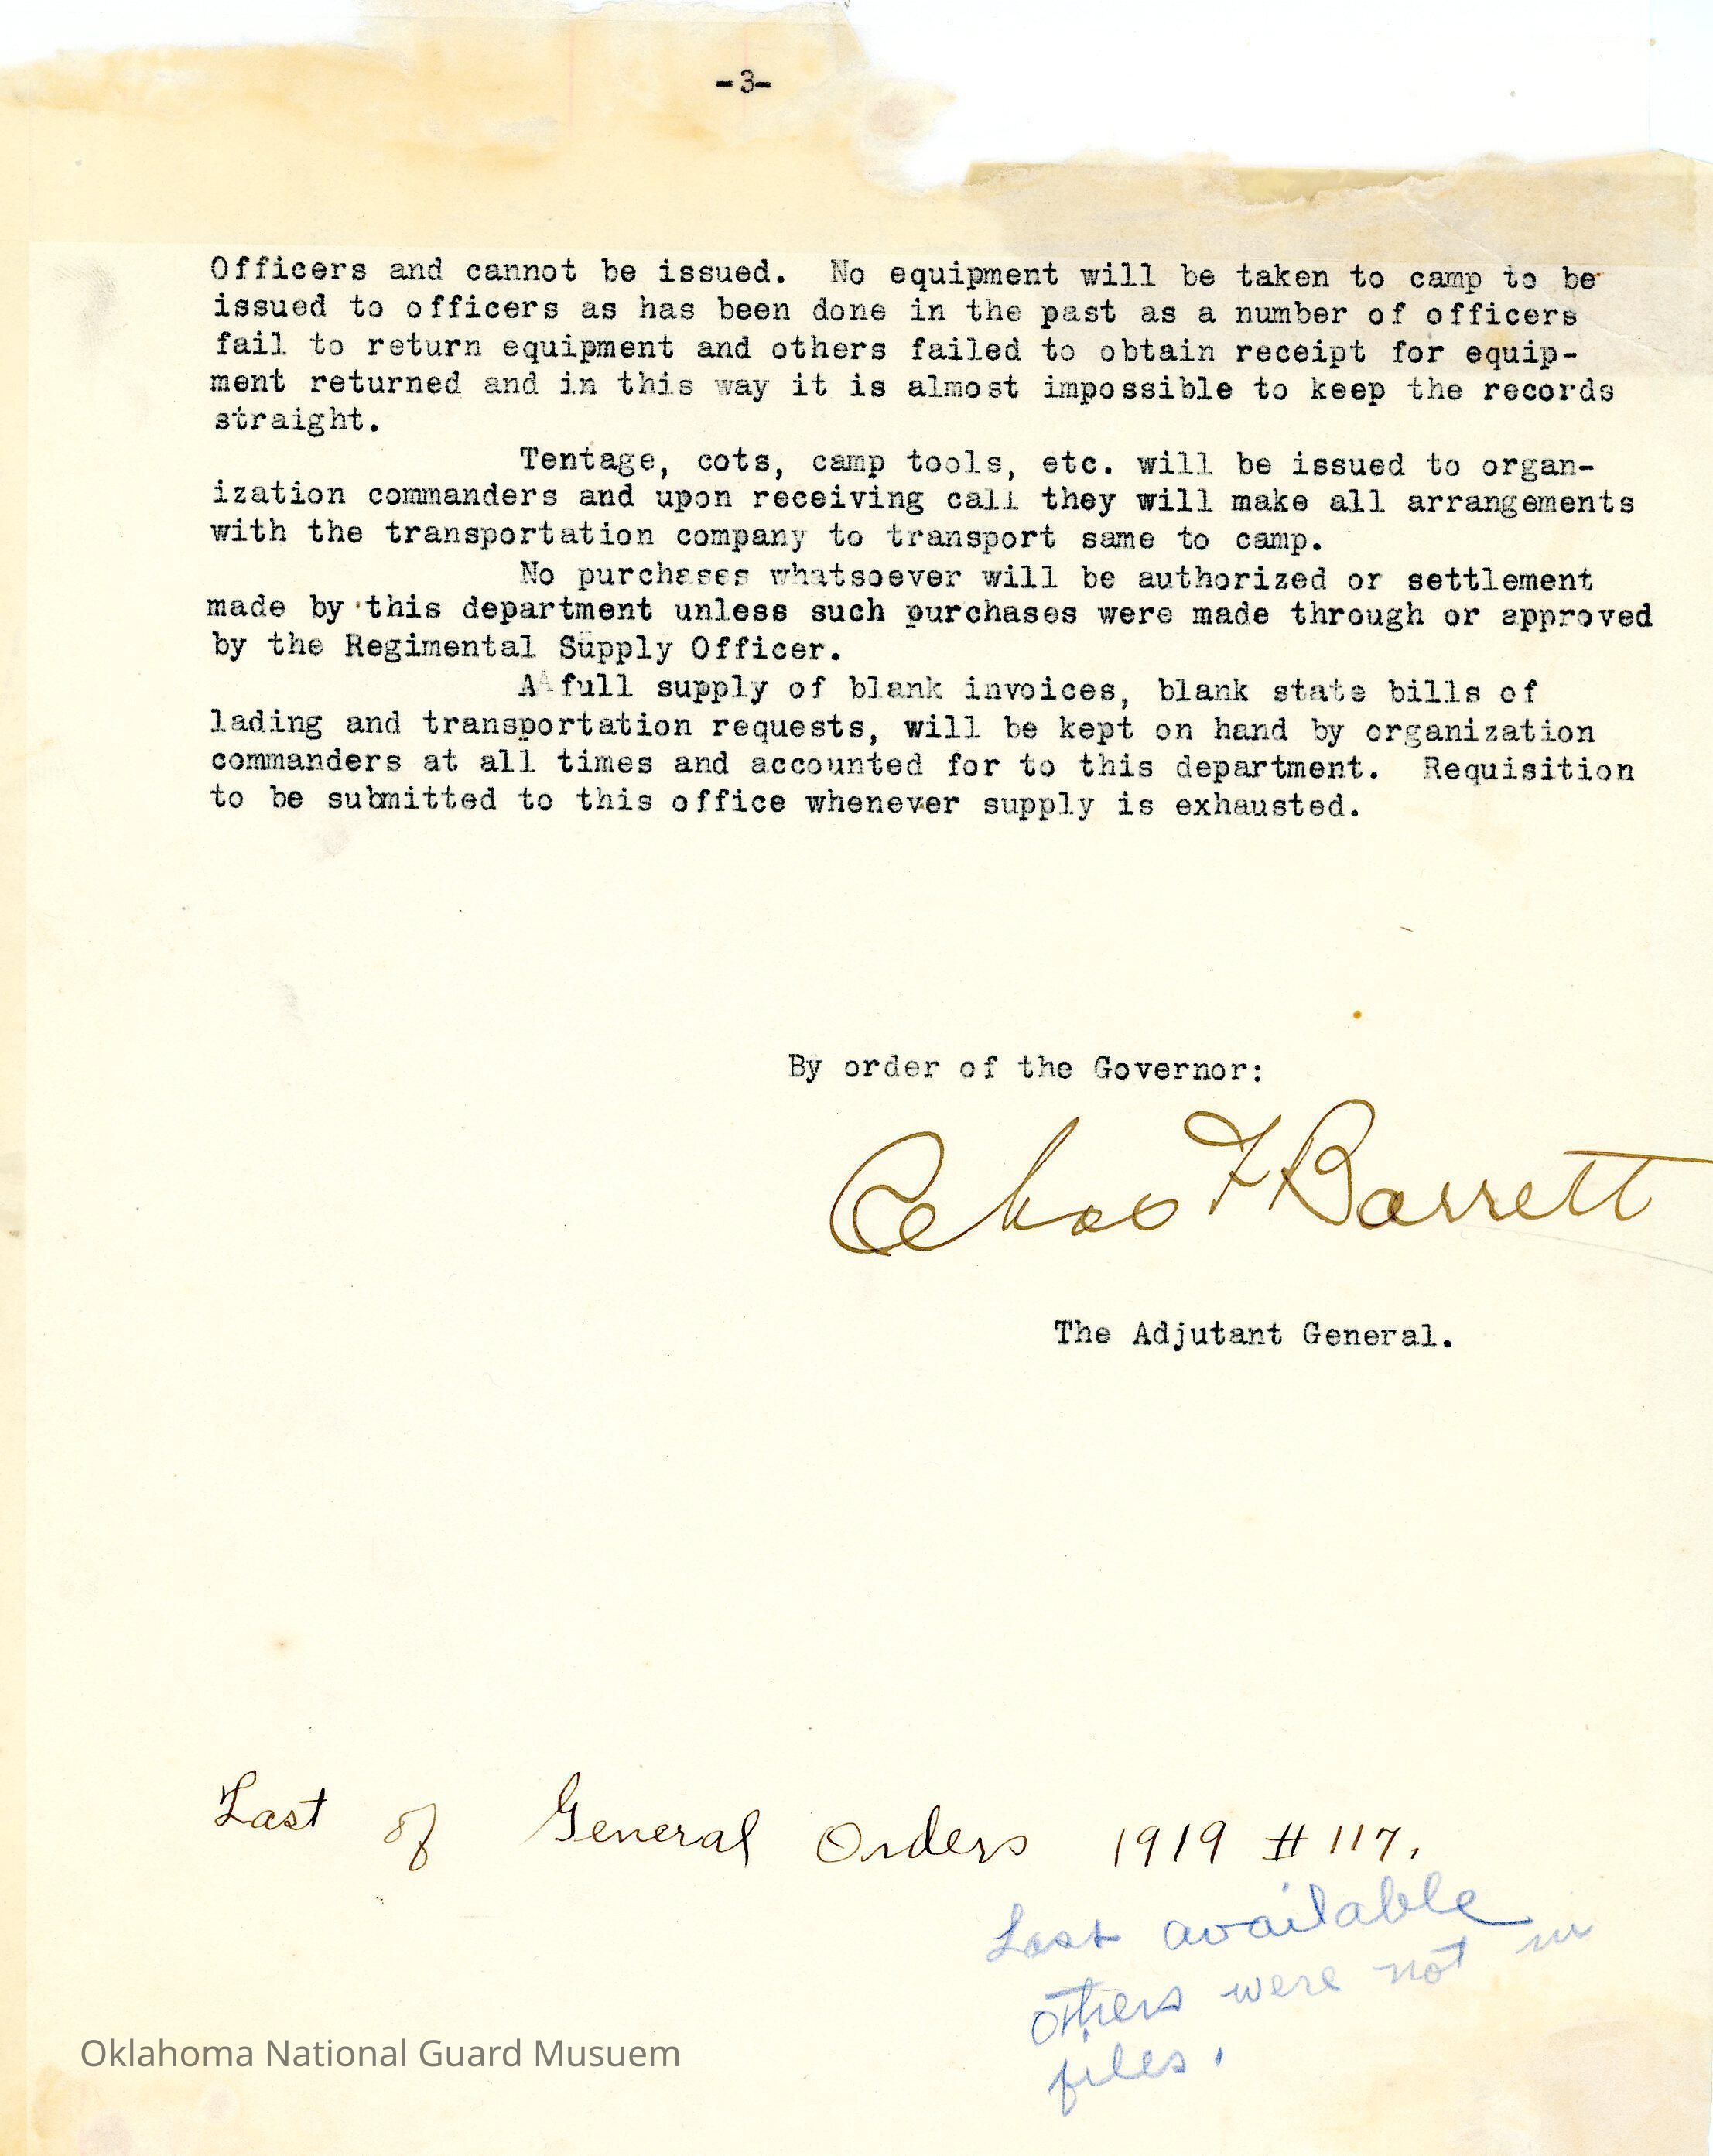 -3-
Officers and cannot be issued. No equipment will be taken to camp to be
issued to officers as has been done in the past as a number of officers
fail to return equipment and others failed to obtain receipt for equip-
ment returned and in this way it is almost impossible to keep the records
straight.
Tentage, cots, camp tools, etc. will be issued to organ-
ization commanders and upon receiving call they will make all arrangements
with the transportation company to transport same to camp.
No purchases whatsoever will be authorized or settlement
made by this department unless such purchases were made through or approved
by the Regimental Supply Officer.
A full supply of blank invoices, blank state bills of
lading and transportation requests, will be kept on hand by organization
commanders at all times and accounted for to this department. Requisition
to be submitted to this office whenever supply is exhausted.
By order of the Governor:
Chas F Barrett
The Adjutant General.
Last of General Orders 1919 # 117.
Last available
others were not in
files.
Oklahoma National Guard Musuem